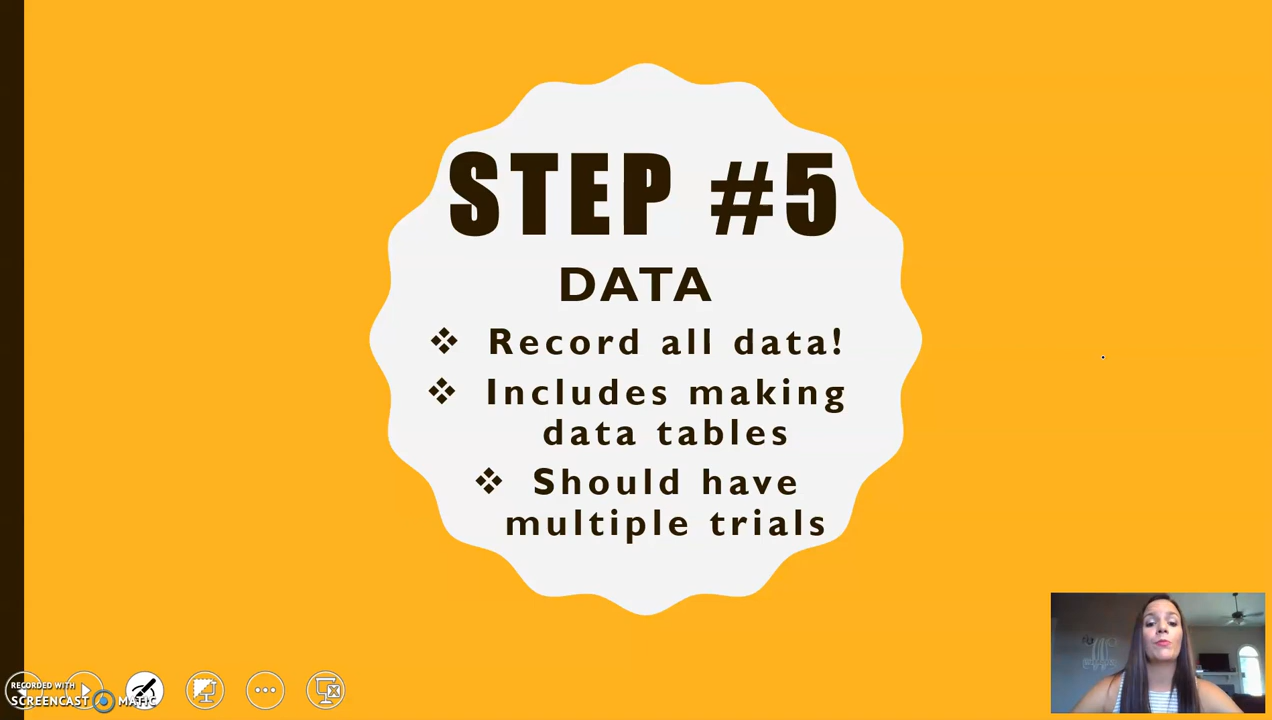 STEP #5
DATA
❖ Record all data!
❖ Includes making
data tables
❖ Should have
multiple trials
RECORDED WITH
SCREENCAST MATIC